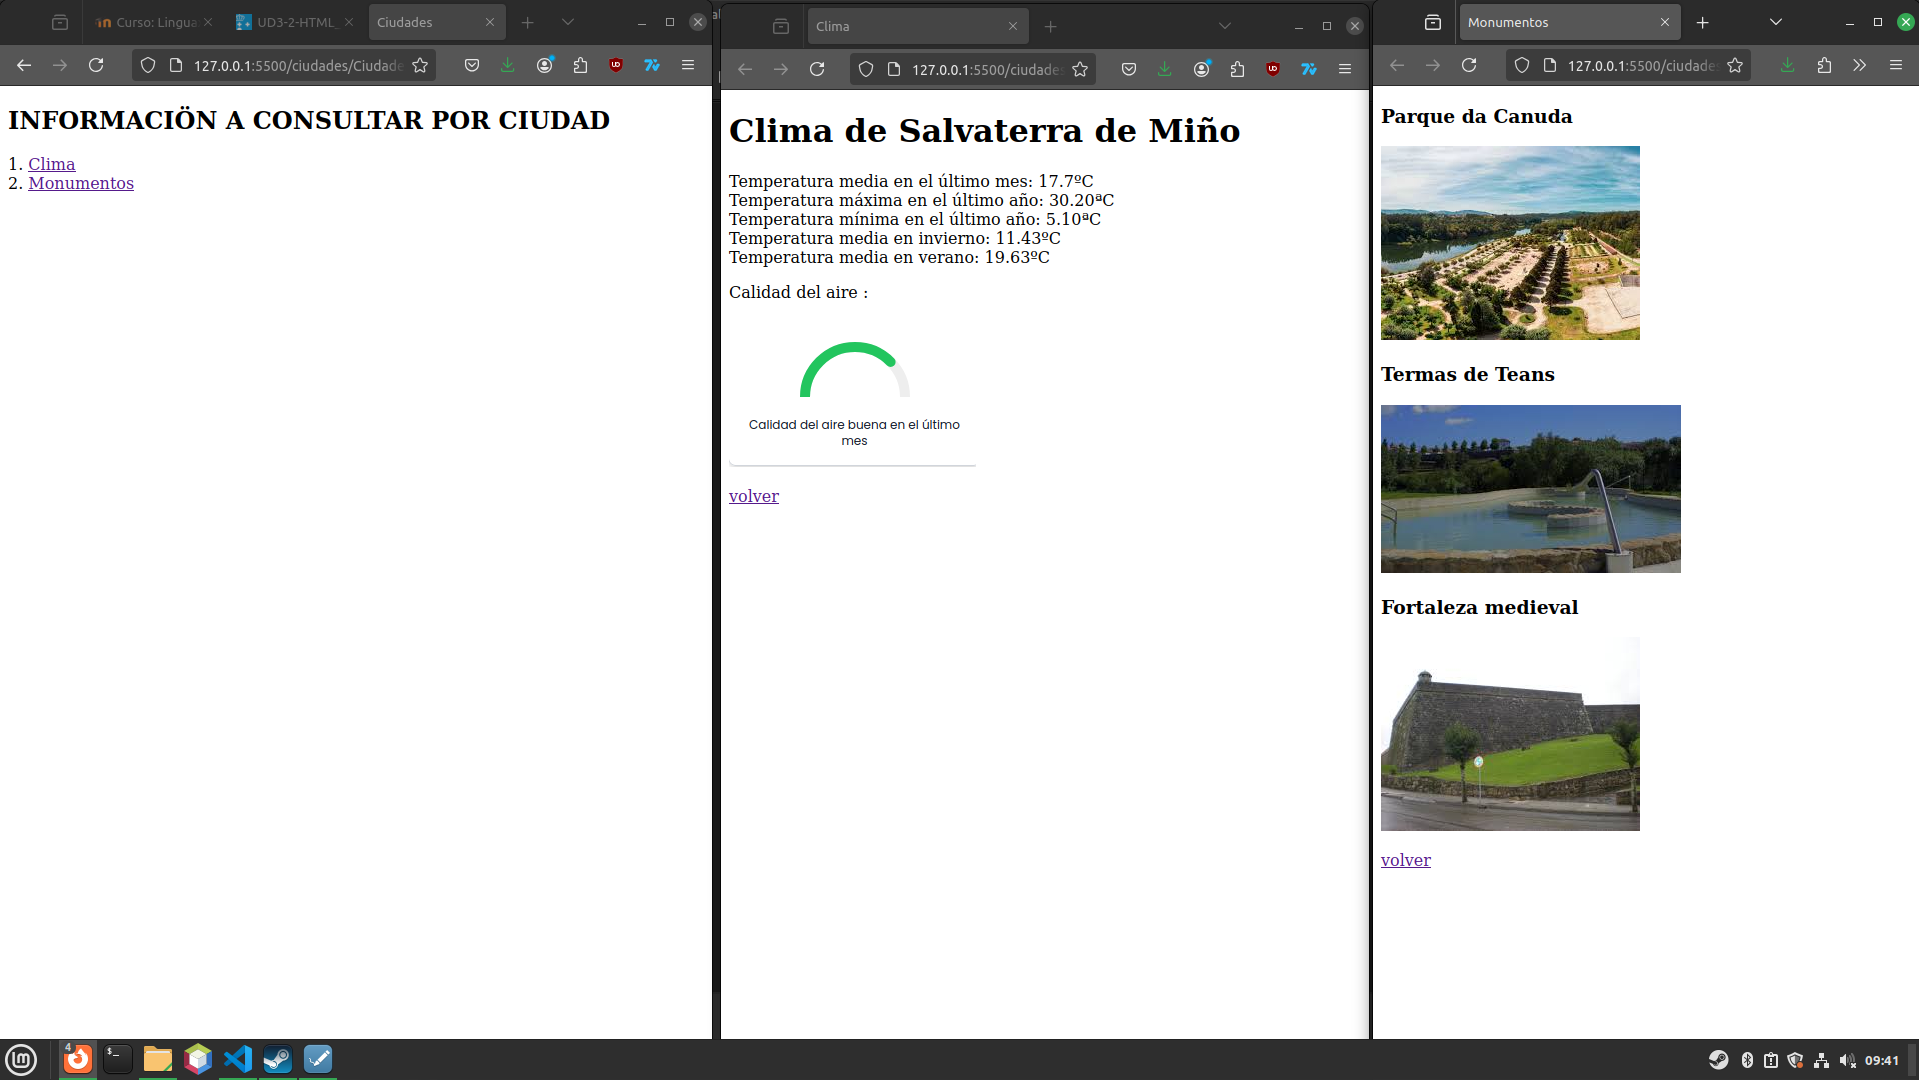 Curso: Lingua
UD3-2-HTML_
Ciudades
127.0.0.1:5500/ciudades/Ciudade
INFORMACIÖN A CONSULTAR POR CIUDAD
1. Clima
2. Monumentos
Clima
127.0.0.1:5500/ciudades
Clima de Salvaterra de Miño
Temperatura media en el último mes: 17.7ºC
Temperatura máxima en el último año: 30.20ªC
Temperatura mínima en el último año: 5.10ªC
Temperatura media en invierno: 11.43ºC
Temperatura media en verano: 19.63ºC
Calidad del aire :
Calidad del aire buena en el último
mes
volver
Monumentos
127.0.0.1:5500/ciudades
Parque da Canuda
Termas de Teans
Fortaleza medieval
volver
4
09:41